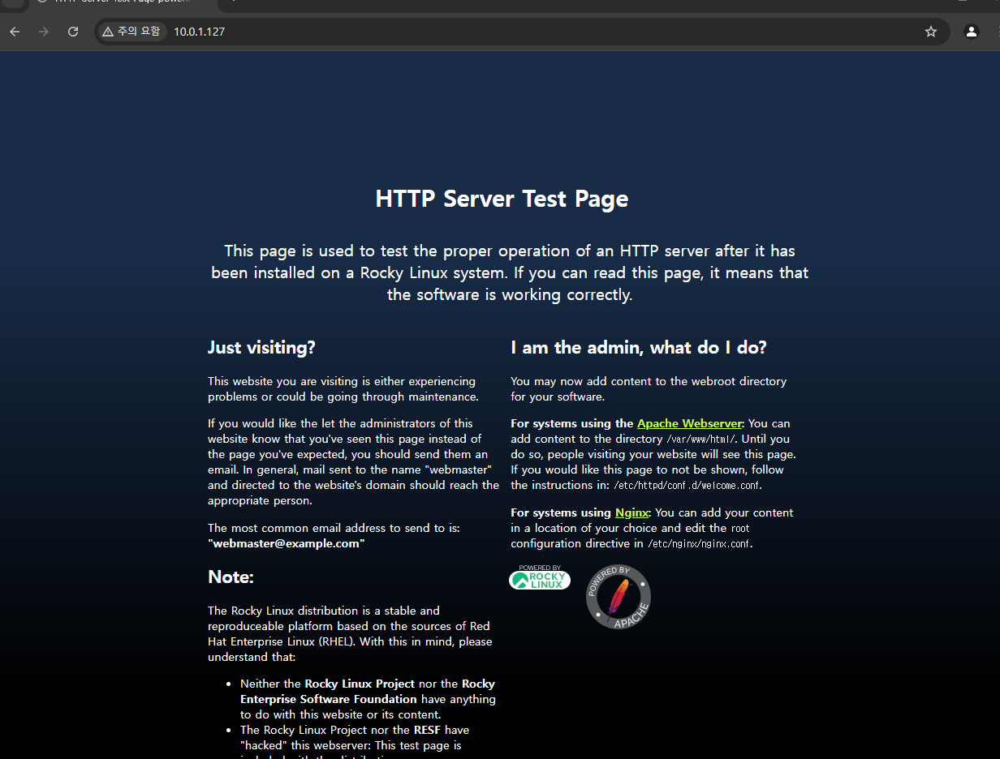 주의 요함 10.0.1.127
HTTP Server Test Page
This page is used to test the proper operation of an HTTP server after it has
been installed on a Rocky Linux system. If you can read this page, it means that
the software is working correctly.
Just visiting?
This website you are visiting is either experiencing
problems or could be going through maintenance.
If you would like the let the administrators of this
website know that you've seen this page instead of
the page you've expected, you should send them an
email. In general, mail sent to the name "webmaster"
and directed to the website's domain should reach the
appropriate person.
The most common email address to send to is:
"webmaster@example.com"
Note:
The Rocky Linux distribution is a stable and
reproduceable platform based on the sources of Red
Hat Enterprise Linux (RHEL). With this in mind, please
understand that:
• Neither the Rocky Linux Project nor the Rocky
Enterprise Software Foundation have anything
to do with this website or its content.
• The Rocky Linux Project nor the RESF have
"hacked" this webserver: This test page is
I am the admin, what do I do?
You may now add content to the webroot directory
for your software.
For systems using the Apache Webserver: You can
add content to the directory /var/www/html/. Until you
do so, people visiting your website will see this page.
If you would like this page to not be shown, follow
the instructions in: /etc/httpd/conf.d/welcome.conf.
For systems using Nginx: You can add your content
in a location of your choice and edit the root
configuration directive in /etc/nginx/nginx.conf.
POWERED BY
ROCKY
LINUX
POWERED BY
APACHE